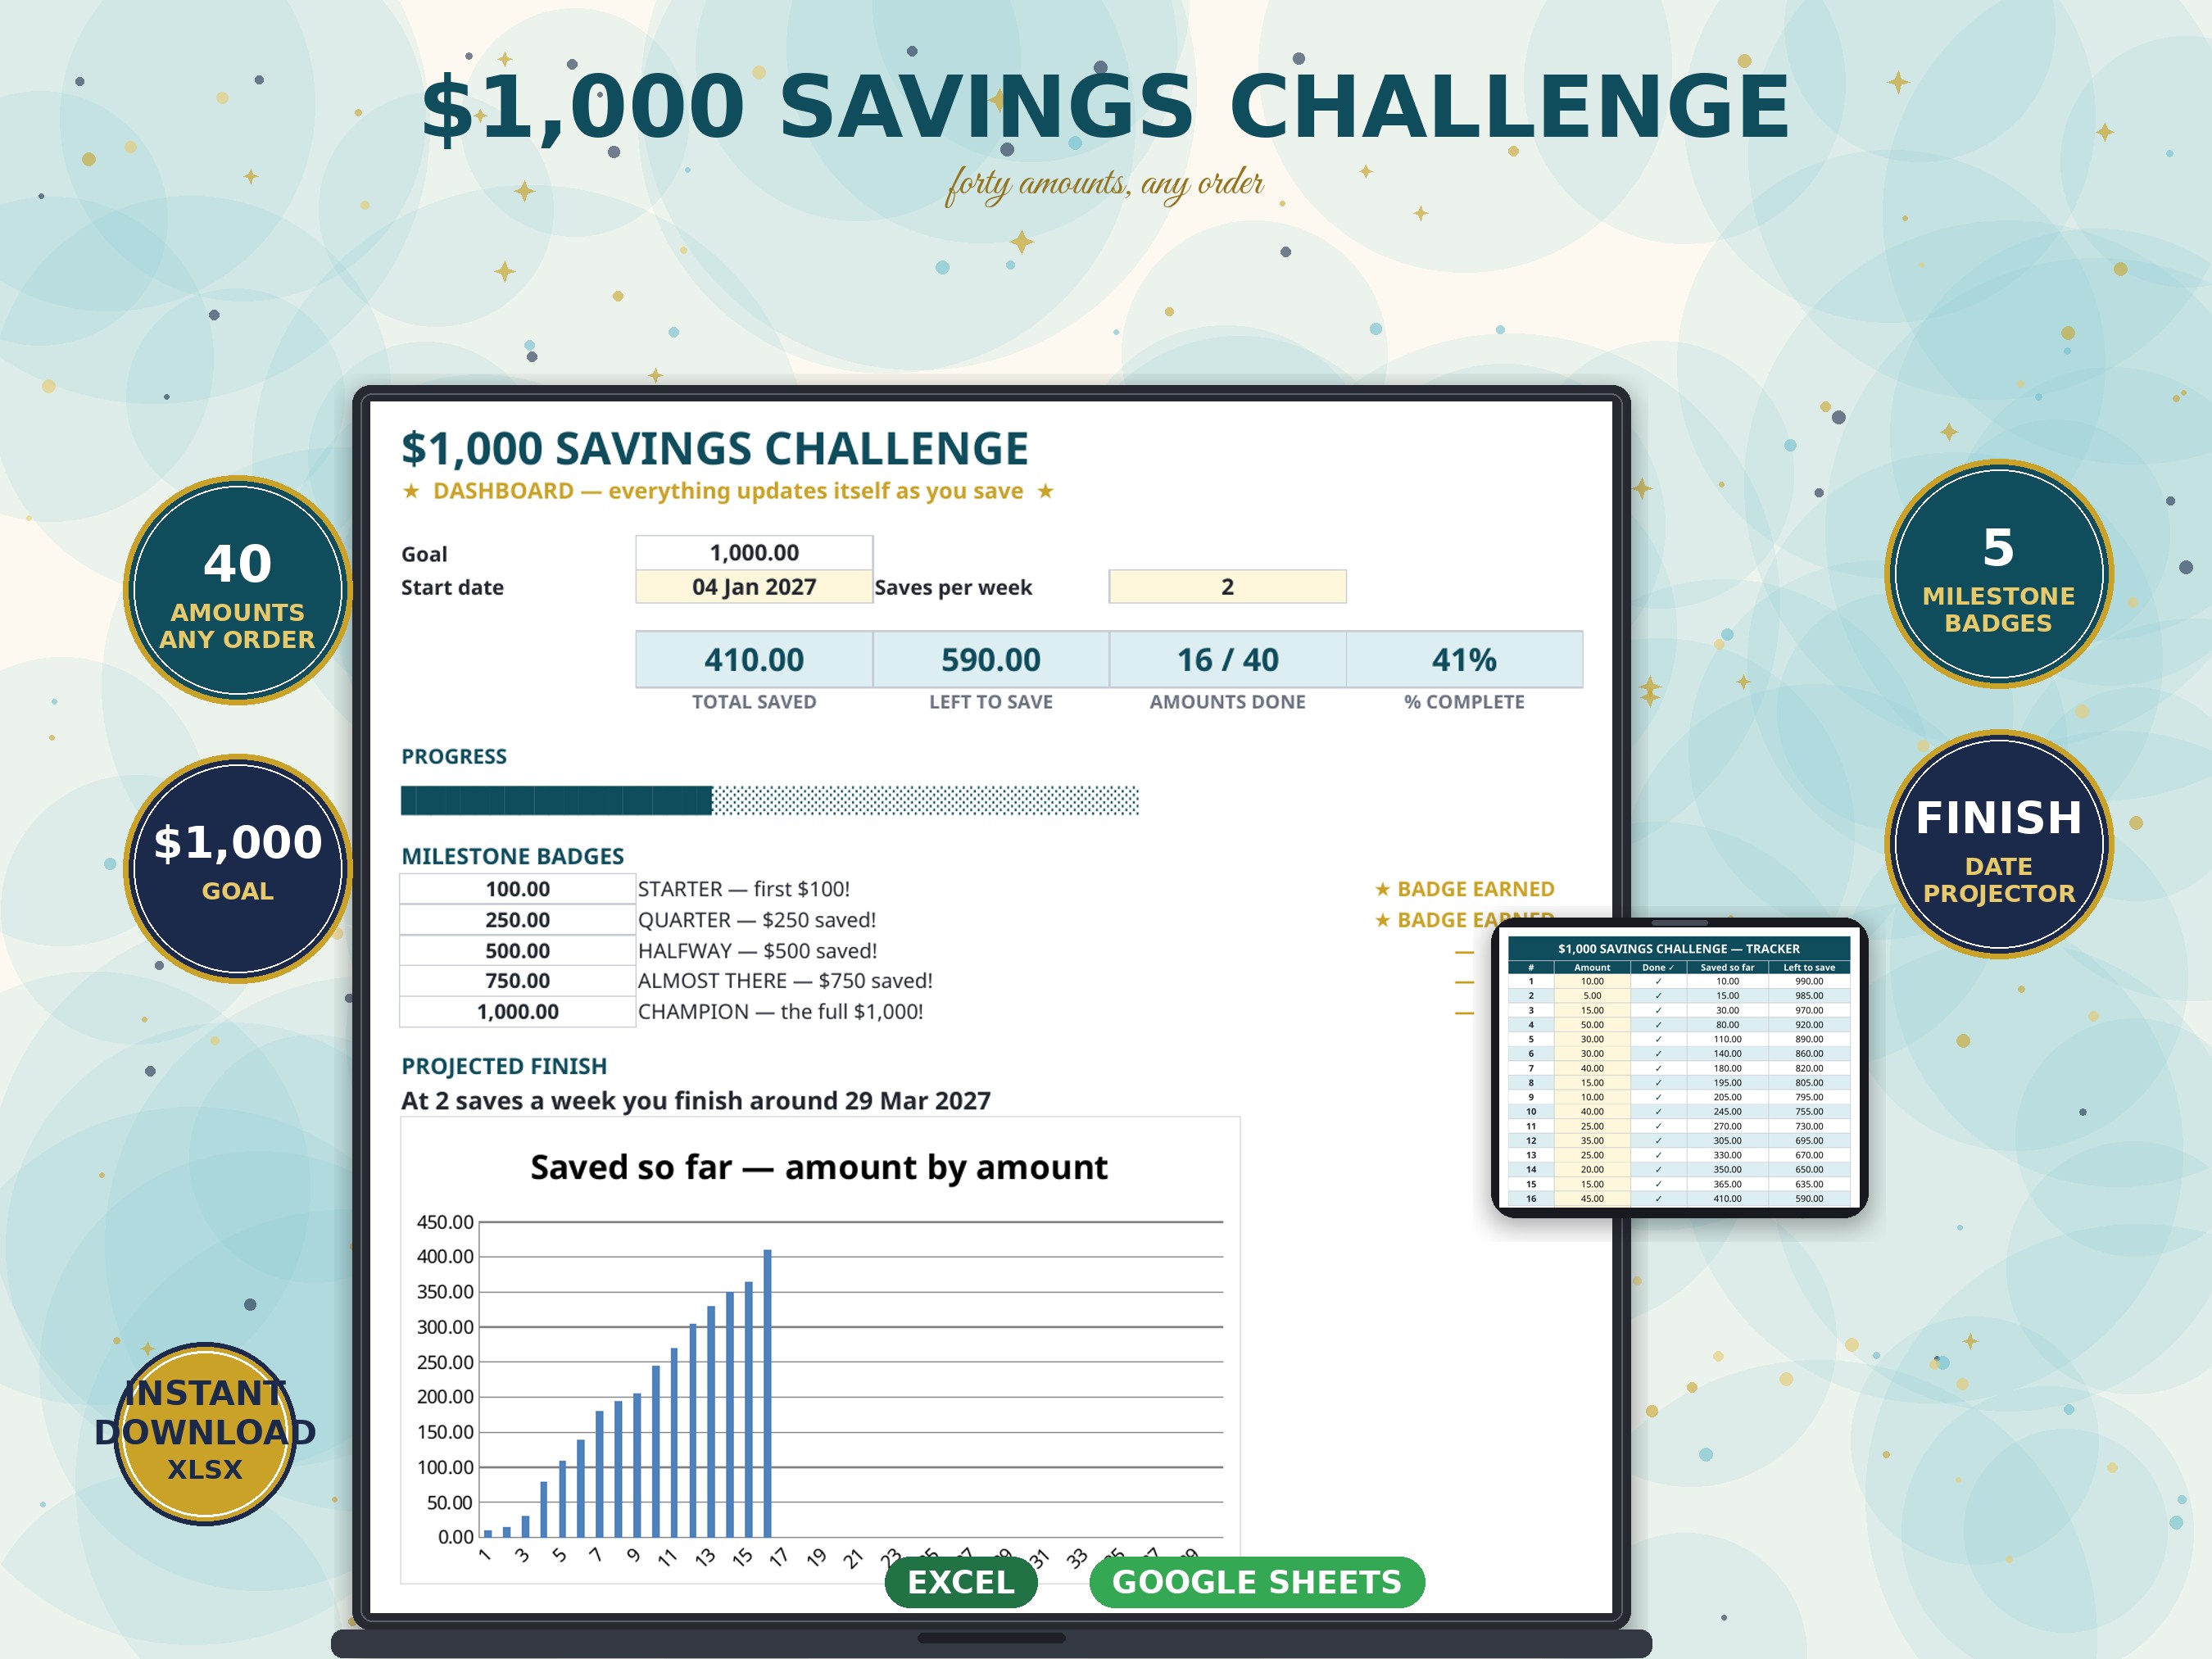 $1,000 SAVINGS CHALLENGE
forty amounts, any order
40
AMOUNTS
ANY ORDER
$1,000
GOAL
INSTANT
DOWNLOAD
XLSX
$1,000 SAVINGS CHALLENGE
★ DASHBOARD — everything updates itself as you save ★
Goal 1,000.00
Start date 04 Jan 2027 Saves per week 2
410.00 590.00 16 / 40 41%
TOTAL SAVED LEFT TO SAVE AMOUNTS DONE % COMPLETE
PROGRESS
MILESTONE BADGES
100.00 STARTER — first $100! ★ BADGE EARNED
250.00 QUARTER — $250 saved! ★ BADGE EARNED
500.00 HALFWAY — $500 saved! —
750.00 ALMOST THERE — $750 saved! —
1,000.00 CHAMPION — the full $1,000! —
PROJECTED FINISH
At 2 saves a week you finish around 29 Mar 2027
Saved so far — amount by amount
450.00
400.00
350.00
300.00
250.00
200.00
150.00
100.00
50.00
0.00
1 3 5 7 9 11 13 15 17 19 21 23 31 33
EXCEL GOOGLE SHEETS
5
MILESTONE
BADGES
FINISH
DATE
PROJECTOR
$1,000 SAVINGS CHALLENGE — TRACKER
# Amount Done ✓ Saved so far Left to save
1 10.00 ✓ 10.00 990.00
2 5.00 ✓ 15.00 985.00
3 15.00 ✓ 30.00 970.00
4 50.00 ✓ 80.00 920.00
5 30.00 ✓ 110.00 890.00
6 30.00 ✓ 140.00 860.00
7 40.00 ✓ 180.00 820.00
8 15.00 ✓ 195.00 805.00
9 10.00 ✓ 205.00 795.00
10 40.00 ✓ 245.00 755.00
11 25.00 ✓ 270.00 730.00
12 35.00 ✓ 305.00 695.00
13 25.00 ✓ 330.00 670.00
14 20.00 ✓ 350.00 650.00
15 15.00 ✓ 365.00 635.00
16 45.00 ✓ 410.00 590.00